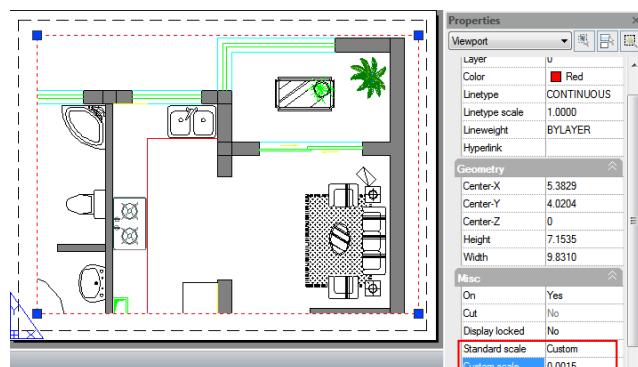 Properties
Viewport
Layer 0
Color Red
Linetype CONTINUOUS
Linetype scale 1.0000
Lineweight BYLAYER
Hyperlink
Geometry
Center-X 5.3829
Center-Y 4.0204
Center-Z 0
Height 7.1535
Width 9.8310
Misc
On Yes
Cut No
Display locked No
Standard scale Custom
Custom scale 0.0015